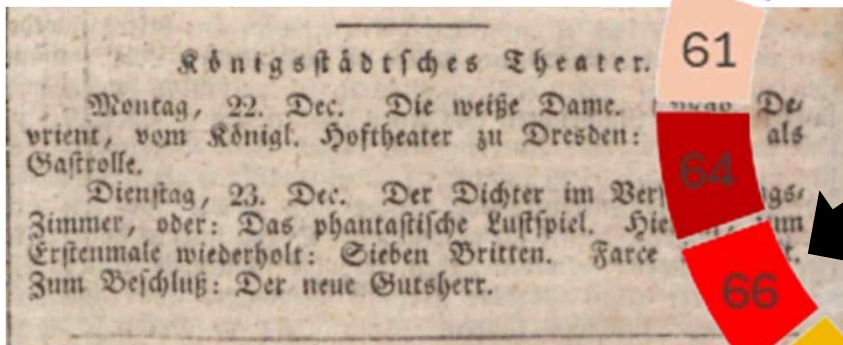 Königsstädtsches Theater.
Montag, 22. Dec. Die weiße Dame. De⸗
vrient, vom Königl. Hoftheater zu Dresden: als
Gastrolle.
Dienstag, 23. Dec. Der Dichter im
Zimmer, oder: Das phantastische Lustspiel. zum
Erstenmale wiederholt: Sieben Britten. Farce
Zum Beschluß: Der neue Gutsherr.
61
64
66